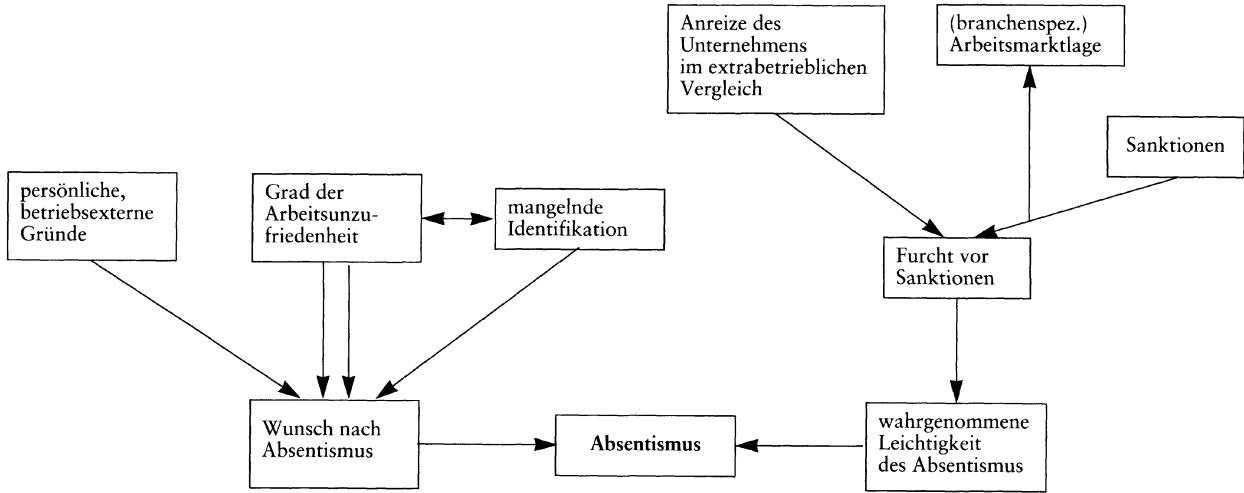 Anreize des
Unternehmens
im extrabetrieblichen
Vergleich
(branchenspez.)
Arbeitsmarktlage
Sanktionen
persönliche,
betriebsexterne
Gründe
Grad der
Arbeitsunzu-
friedenheit
mangelnde
Identifikation
Furcht vor
Sanktionen
Wunsch nach
Absentismus
Absentismus
wahrgenommene
Leichtigkeit
des Absentismus